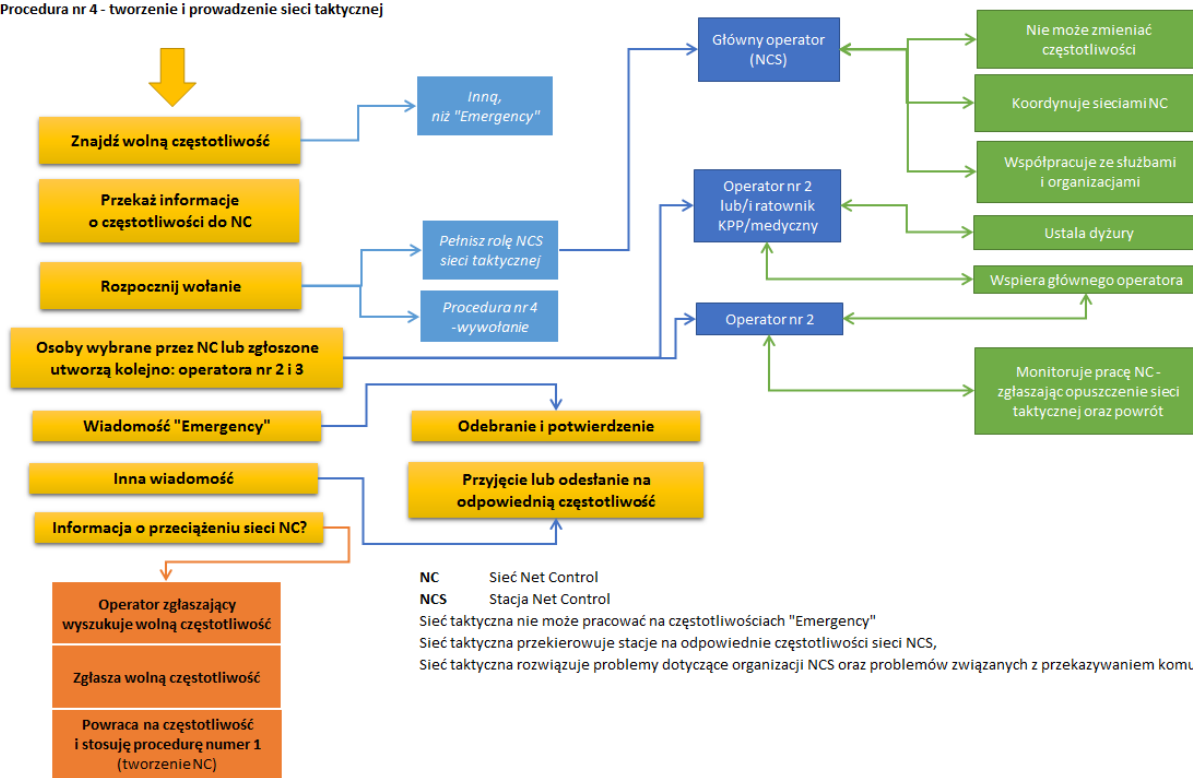 Procedura nr 4 - tworzenie i prowadzenie sieci taktycznej
Znajdź wolną częstotliwość
Inną,
niż "Emergency"
Przekaż informacje
o częstotliwości do NC
Rozpocznij wołanie
Pełnisz rolę NCS
sieci taktycznej
Procedura nr 4
-wywołanie
Osoby wybrane przez NC lub zgłoszone
utworzą kolejno: operatora nr 2 i 3
Główny operator
(NCS)
Nie może zmieniać
częstotliwości
Koordynuje sieciami NC
Współpracuje ze służbami
i organizacjami
Operator nr 2
lub/i ratownik
KPP/medyczny
Ustala dyżury
Wspiera głównego operatora
Operator nr 2
Monitoruje pracę NC -
zgłaszając opuszczenie sieci
taktycznej oraz powrót
Wiadomość "Emergency"
Odebranie i potwierdzenie
Inna wiadomość
Przyjęcie lub odesłanie na
odpowiednią częstotliwość
Informacja o przeciążeniu sieci NC?
Operator zgłaszający
wyszukuje wolną częstotliwość
Zgłasza wolną częstotliwość
Powraca na częstotliwość
i stosuję procedurę numer 1
(tworzenie NC)
NC Sieć Net Control
NCS Stacja Net Control
Sieć taktyczna nie może pracować na częstotliwościach "Emergency"
Sieć taktyczna przekierowuje stacje na odpowiednie częstotliwości sieci NCS,
Sieć taktyczna rozwiązuje problemy dotyczące organizacji NCS oraz problemów związanych z przekazywaniem komu